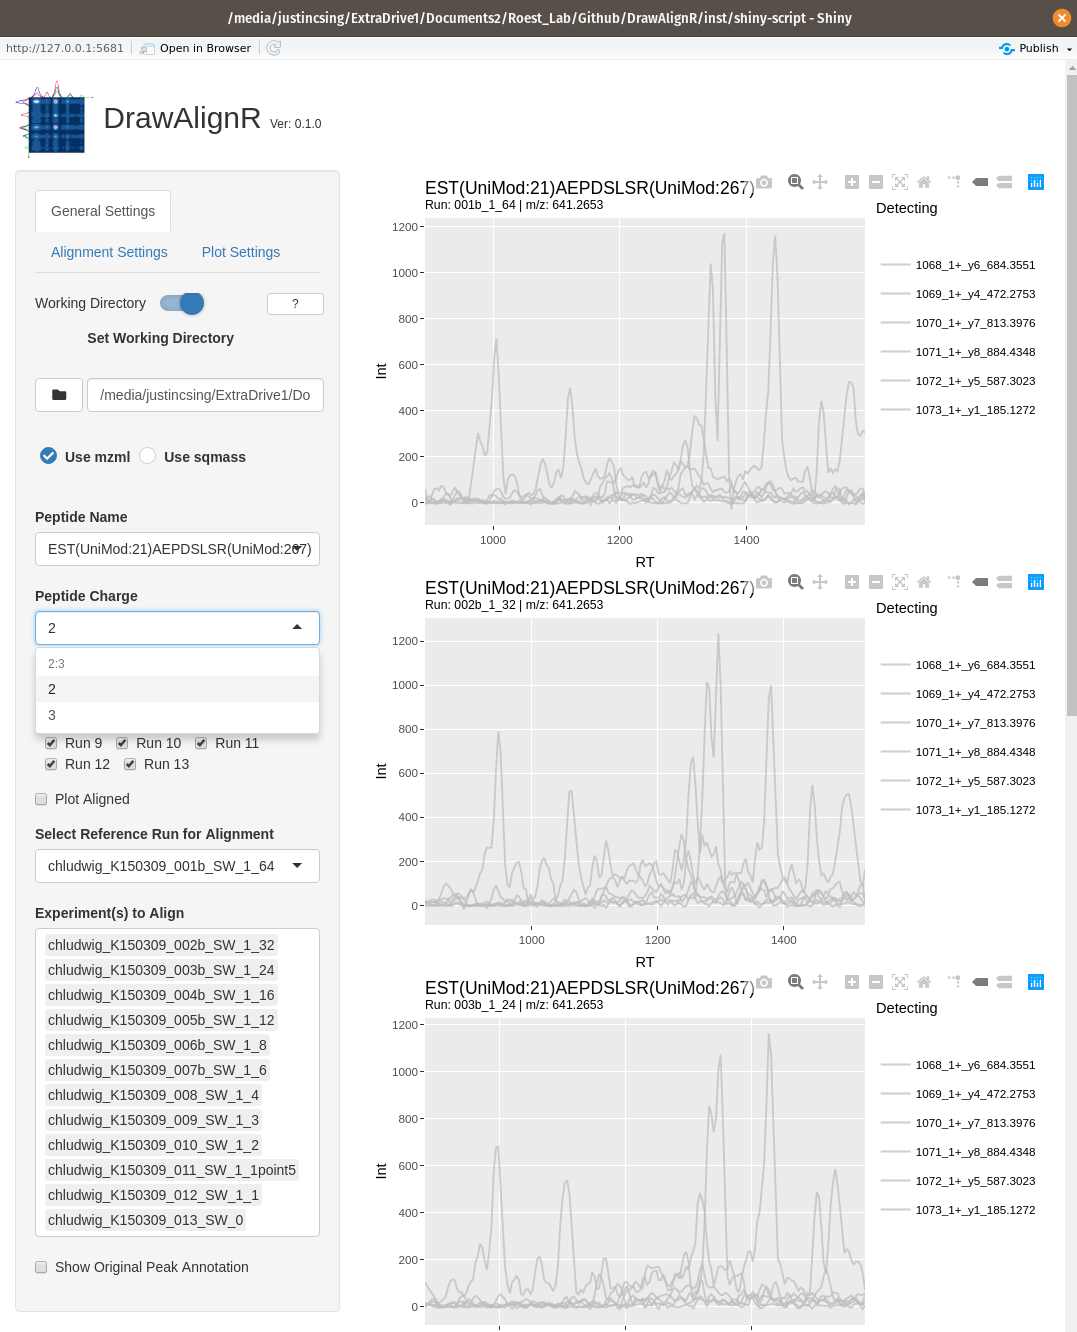 /media/justincsing/ExtraDrive1/Documents2/Roest_Lab/Github/DrawAlignR/inst/shiny-script - Shiny
http://127.0.0.1:5681 Open in Browser Publish
DrawAlignR Ver: 0.1.0
General Settings
Alignment Settings Plot Settings
Working Directory ?
Set Working Directory
/media/justincsing/ExtraDrive1/Do
Use mzml Use sqmass
Peptide Name
EST(UniMod:21)AEPDSLSR(UniMod:267)
Peptide Charge
2
2:3
2
3
Run 9 Run 10 Run 11
Run 12 Run 13
Plot Aligned
Select Reference Run for Alignment
chludwig_K150309_001b_SW_1_64
Experiment(s) to Align
chludwig_K150309_002b_SW_1_32
chludwig_K150309_003b_SW_1_24
chludwig_K150309_004b_SW_1_16
chludwig_K150309_005b_SW_1_12
chludwig_K150309_006b_SW_1_8
chludwig_K150309_007b_SW_1_6
chludwig_K150309_008_SW_1_4
chludwig_K150309_009_SW_1_3
chludwig_K150309_010_SW_1_2
chludwig_K150309_011_SW_1_1point5
chludwig_K150309_012_SW_1_1
chludwig_K150309_013_SW_0
Show Original Peak Annotation
EST(UniMod:21)AEPDSLSR(UniMod:267)
Run: 001b_1_64 | m/z: 641.2653
1200
1000
800
600
400
200
0
Int
1000 1200 1400
RT
Detecting
1068_1+_y6_684.3551
1069_1+_y4_472.2753
1070_1+_y7_813.3976
1071_1+_y8_884.4348
1072_1+_y5_587.3023
1073_1+_y1_185.1272
EST(UniMod:21)AEPDSLSR(UniMod:267)
Run: 002b_1_32 | m/z: 641.2653
1200
1000
800
600
400
200
0
Int
1000 1200 1400
RT
Detecting
1068_1+_y6_684.3551
1069_1+_y4_472.2753
1070_1+_y7_813.3976
1071_1+_y8_884.4348
1072_1+_y5_587.3023
1073_1+_y1_185.1272
EST(UniMod:21)AEPDSLSR(UniMod:267)
Run: 003b_1_24 | m/z: 641.2653
1200
1000
800
600
400
200
0
Int
Detecting
1068_1+_y6_684.3551
1069_1+_y4_472.2753
1070_1+_y7_813.3976
1071_1+_y8_884.4348
1072_1+_y5_587.3023
1073_1+_y1_185.1272